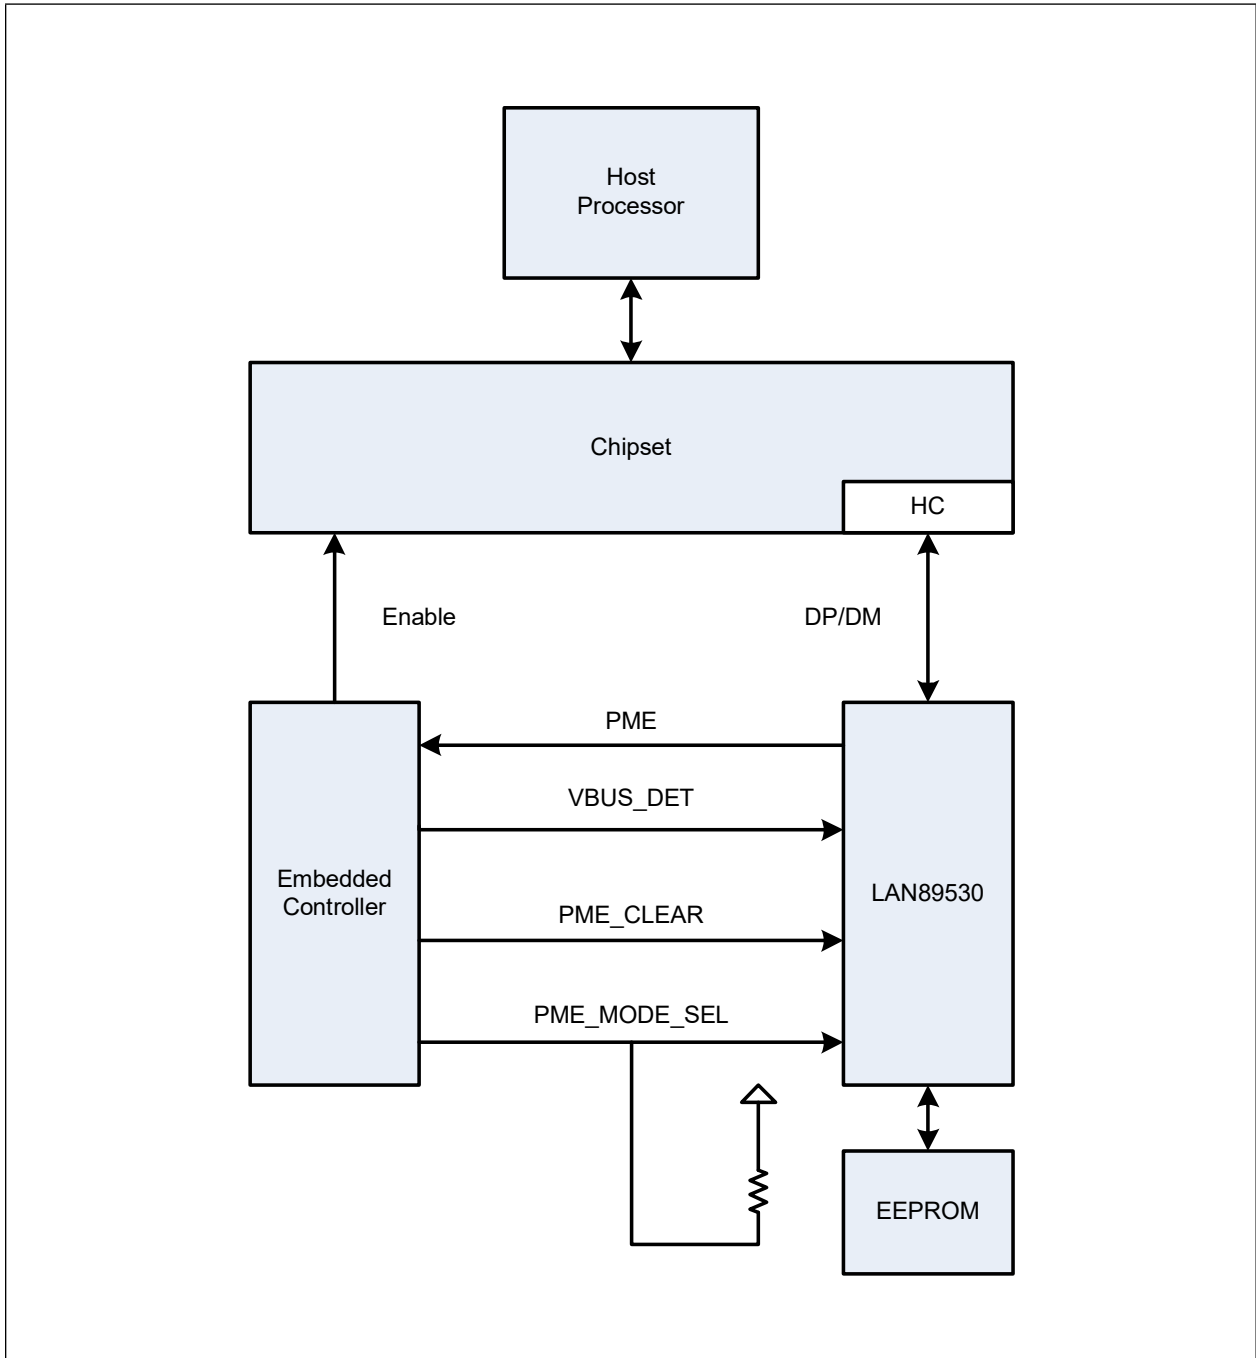 Host
Processor
Chipset
HC
Enable
DP/DM
PME
VBUS_DET
Embedded
Controller
LAN89530
PME_CLEAR
PME_MODE_SEL
EEPROM